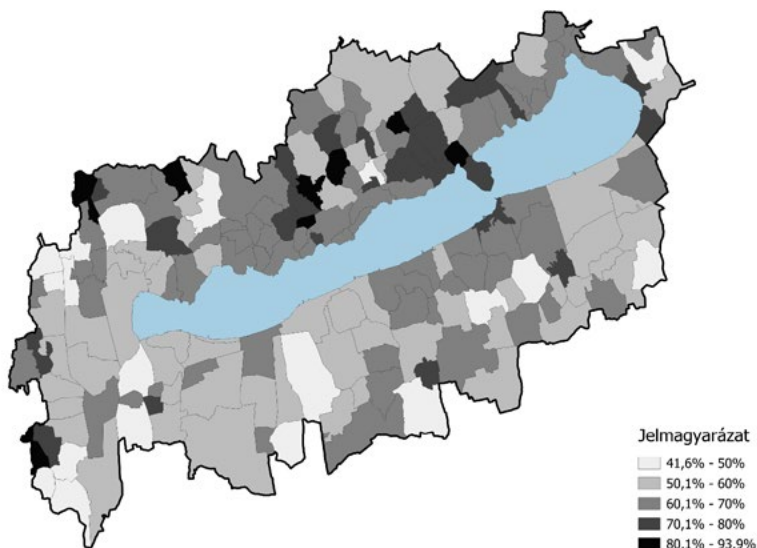 Jelmagyarázat
41,6% - 50%
50,1% - 60%
60,1% - 70%
70,1% - 80%
80,1% - 93,9%